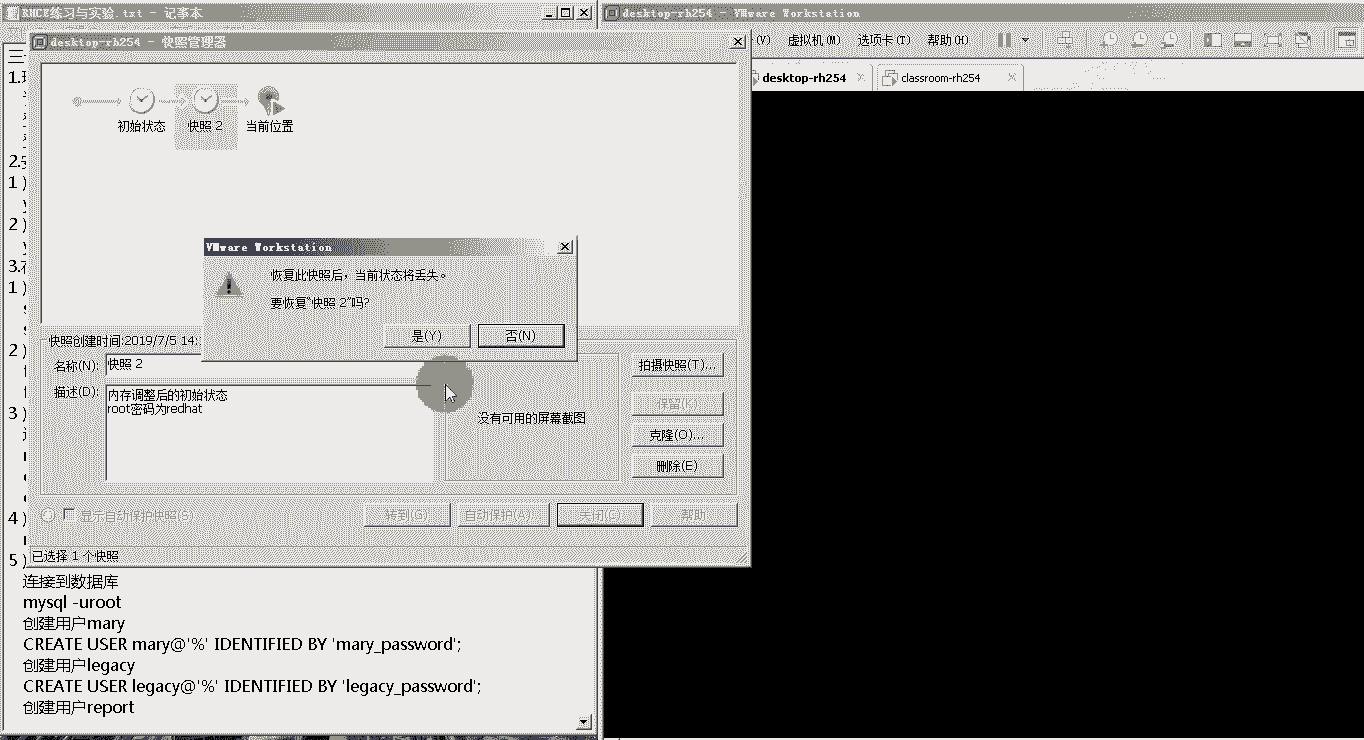 RHCE练习与实验.txt - 记事本
desktop-rh254 - VMware Workstation
desktop-rh254 - 快照管理器
(V) 虚拟机(M) 选项卡(T) 帮助(H)
desktop-rh254
classroom-rh254
初始状态
快照 2
当前位置
VMware Workstation
恢复此快照后，当前状态将丢失。
要恢复“快照 2”吗?
是(Y)
否(N)
快照创建时间:2019/7/5 14:
名称(N):
快照 2
描述(D):
内存调整后的初始状态
root密码为redhat
没有可用的屏幕截图
拍摄快照(T)...
保留(K)
克隆(O)...
删除(E)
显示自动保护快照(S)
转到(G)
自动保护(A)...
关闭(C)
帮助
已选择 1 个快照
三
1.
2.
1)
2)
3.
1)
2)
3)
4)
5)
连接到数据库
mysql -uroot
创建用户mary
CREATE USER mary@'%' IDENTIFIED BY 'mary_password';
创建用户legacy
CREATE USER legacy@'%' IDENTIFIED BY 'legacy_password';
创建用户report